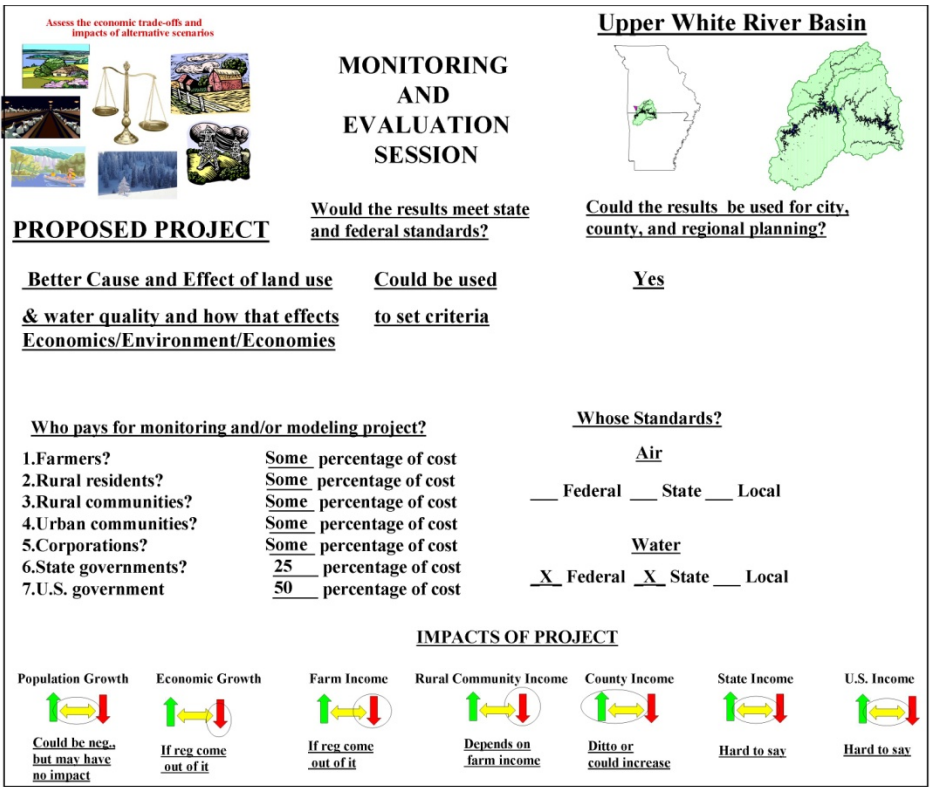 Assess the economic trade-offs and
impacts of alternative scenarios
MONITORING
AND
EVALUATION
SESSION
Upper White River Basin
PROPOSED PROJECT
Would the results meet state
and federal standards?
Could the results be used for city,
county, and regional planning?
Better Cause and Effect of land use
& water quality and how that effects
Economics/Environment/Economies
Could be used
to set criteria
Yes
Who pays for monitoring and/or modeling project?
1.Farmers? Some percentage of cost
2.Rural residents? Some percentage of cost
3.Rural communities? Some percentage of cost
4.Urban communities? Some percentage of cost
5.Corporations? Some percentage of cost
6.State governments? 25 percentage of cost
7.U.S. government 50 percentage of cost
Whose Standards?
Air
___ Federal ___ State ___ Local
Water
_X_ Federal _X_ State ___ Local
IMPACTS OF PROJECT
Population Growth
Could be neg.,
but may have
no impact
Economic Growth
If reg come
out of it
Farm Income
If reg come
out of it
Rural Community Income
Depends on
farm income
County Income
Ditto or
could increase
State Income
Hard to say
U.S. Income
Hard to say